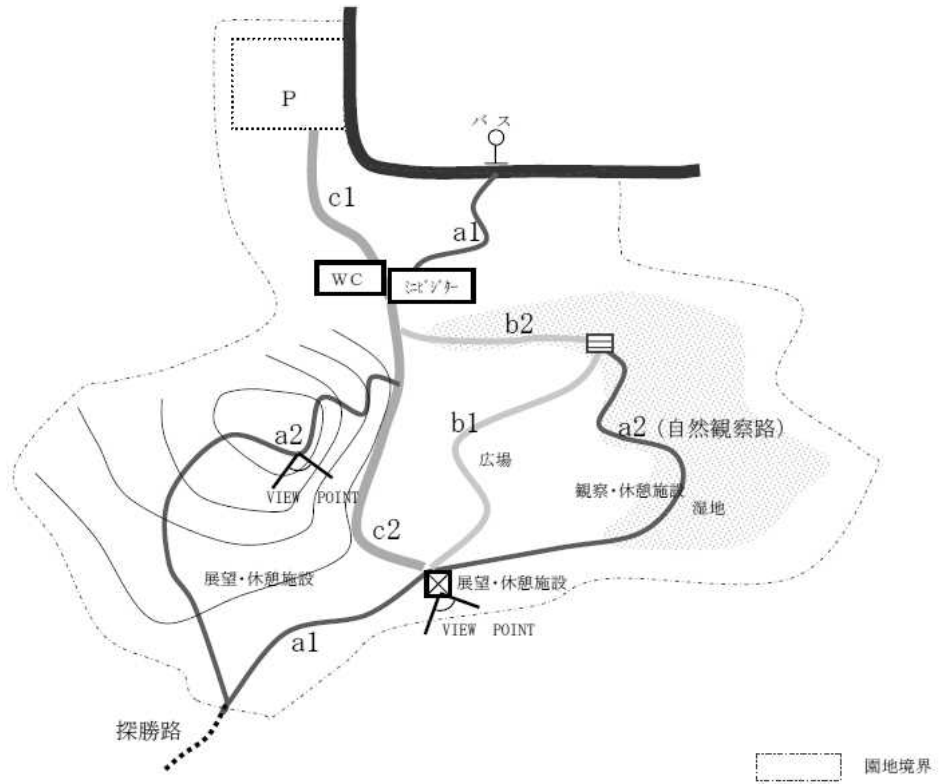 P
バス
c1
a1
WC
ﾐﾆﾋﾞｼﾞﾀｰ
b2
a2
b1
a2 (自然観察路)
広場
VIEW POINT
観察・休憩施設
湿地
c2
展望・休憩施設
展望・休憩施設
VIEW POINT
a1
探勝路
園地境界